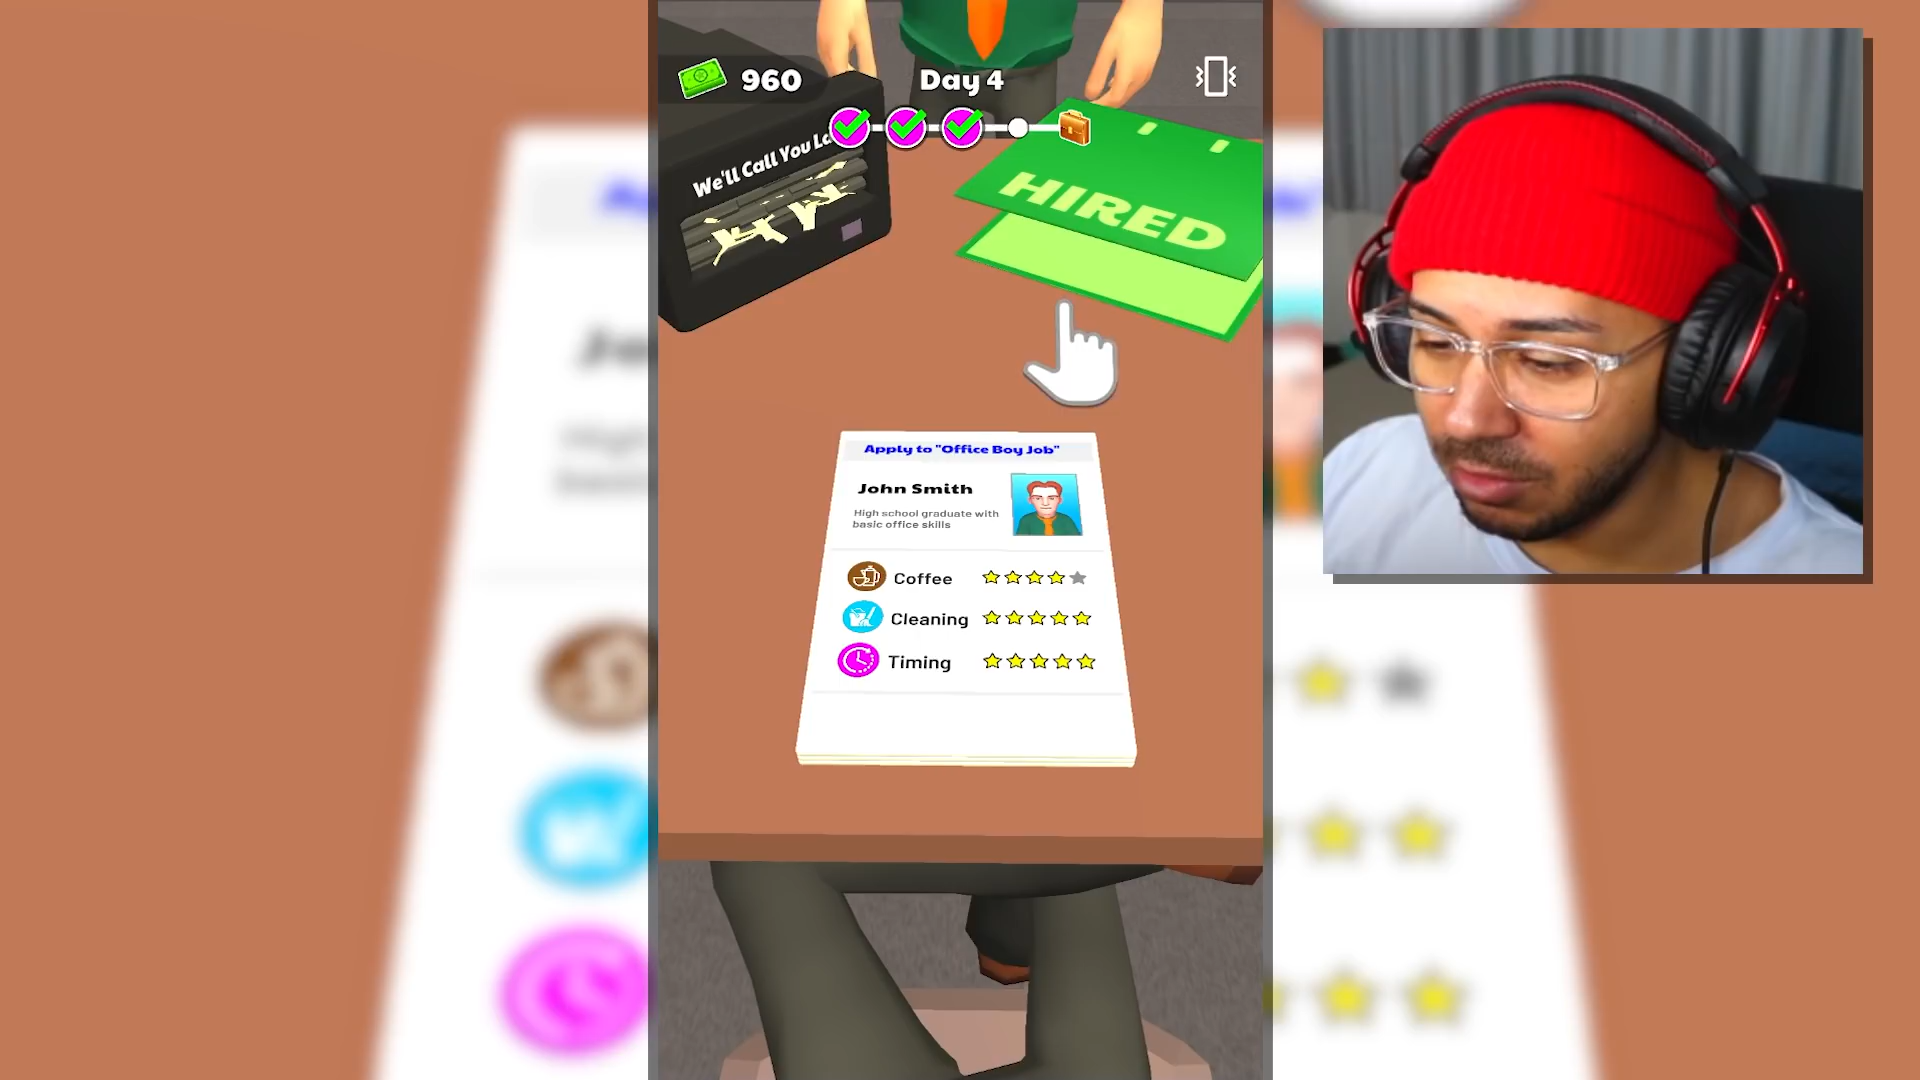 960
Day 4
We'll Call You
HIRED
Apply to "Office Boy Job"
John Smith
High school graduate with
basic office skills
Coffee
Cleaning
Timing